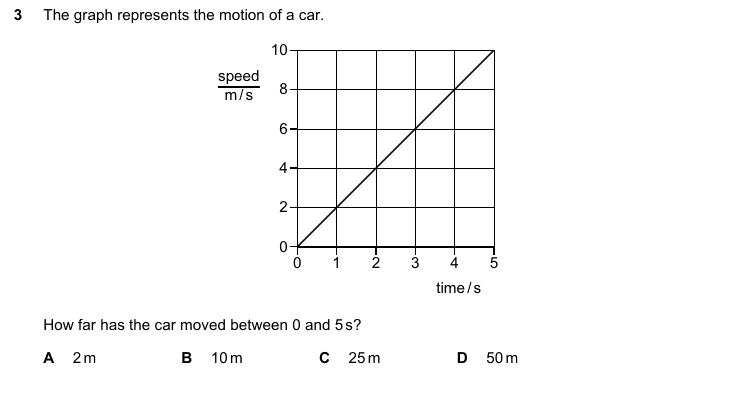 3 The graph represents the motion of a car.
10
speed
m/s
8
6
4
2
0
0 1 2 3 4 5
time/s
How far has the car moved between 0 and 5s?
A 2m B 10m C 25m D 50m